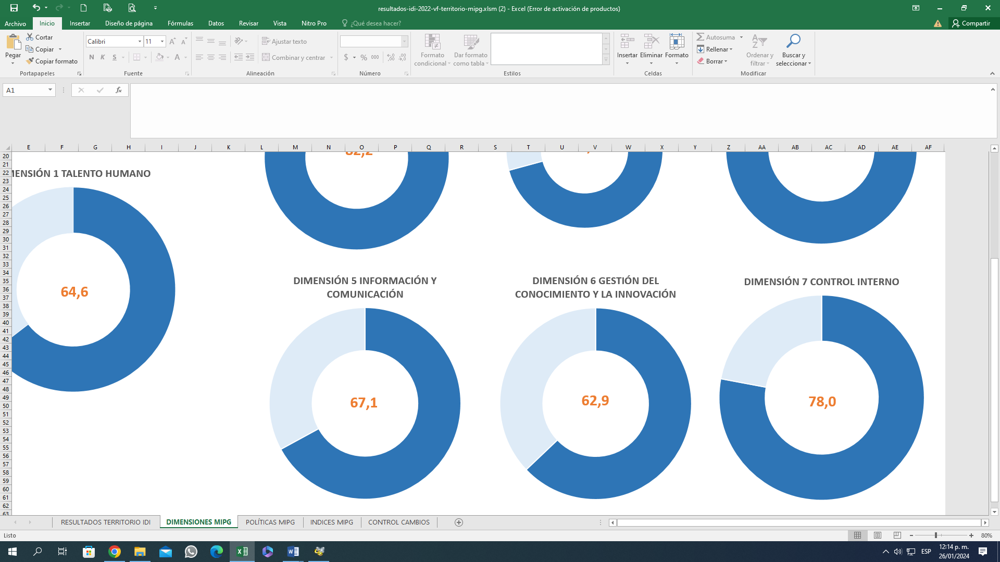 resultados-idi-2022-vf-territorio-mipg.xlsm (2) - Excel (Error de activación de productos)
Archivo Inicio Insertar Diseño de página Fórmulas Datos Revisar Vista Nitro Pro ¿Qué desea hacer? Compartir
Pegar
Cortar
Copiar
Copiar formato
Portapapeles
Calibri 11
N K S A
Fuente
Ajustar texto
Combinar y centrar
Alineación
$ % 000
Número
Formato condicional
Dar formato como tabla
Estilos
Insertar Eliminar Formato
Celdas
Autosuma
Rellenar
Borrar
Ordenar y filtrar
Buscar y seleccionar
Modificar
A1 fx
E F G H I J K L M N O P Q R S T U V W X Y Z AA AB AC AD AE AF
20
21
22
23
24
25
26
27
28
29
30
31
32
33
34
35
36
37
38
39
40
41
42
43
44
45
46
47
48
49
50
51
52
53
54
55
56
57
58
59
60
61
62
63
82,2
MENSIÓN 1 TALENTO HUMANO
64,6
DIMENSIÓN 5 INFORMACIÓN Y
COMUNICACIÓN
67,1
DIMENSIÓN 6 GESTIÓN DEL
CONOCIMIENTO Y LA INNOVACIÓN
62,9
DIMENSIÓN 7 CONTROL INTERNO
78,0
RESULTADOS TERRITORIO IDI DIMENSIONES MIPG POLÍTICAS MIPG INDICES MIPG CONTROL CAMBIOS
Listo 80%
ESP
12:14 p. m.
26/01/2024